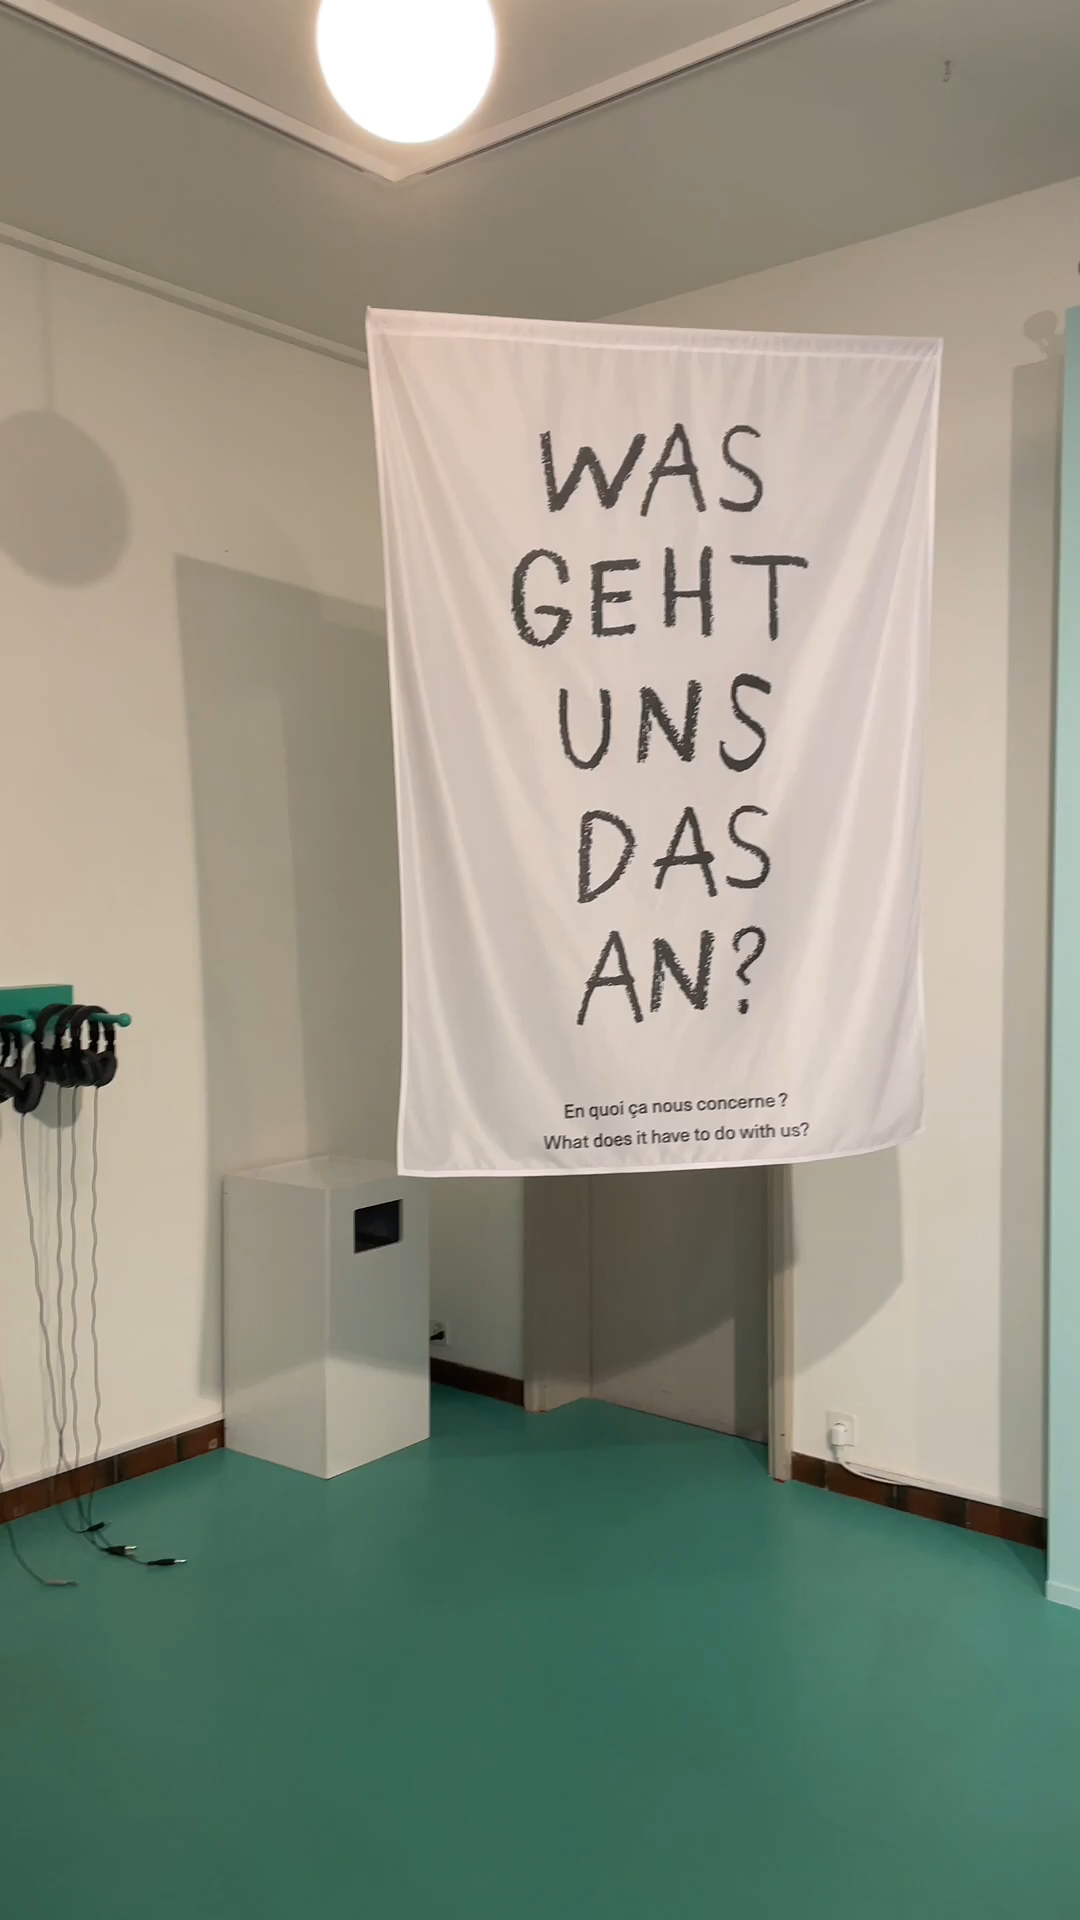 WAS
GEHT
UNS
DAS
AN?
En quoi ça nous concerne ?
What does it have to do with us?